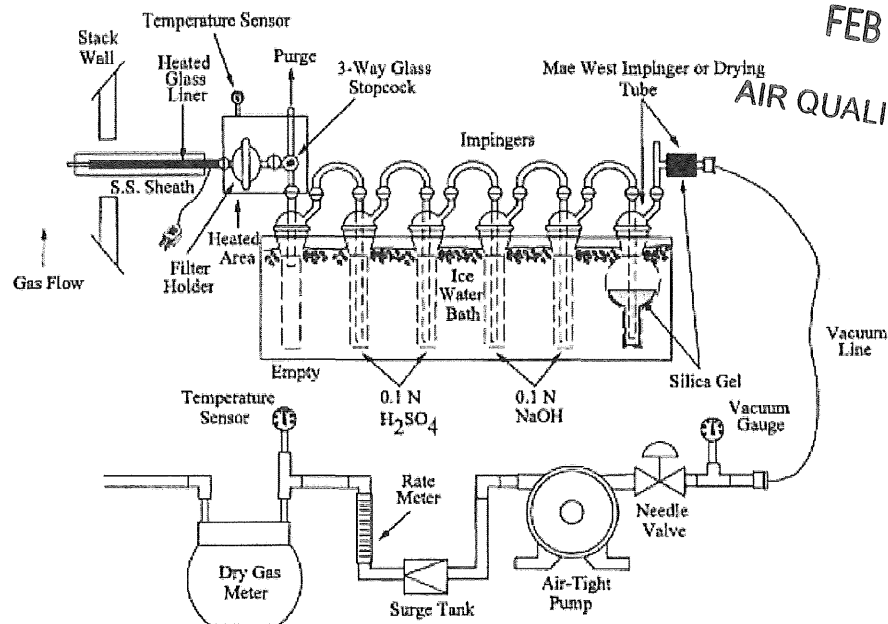 FEB
AIR QUALI
Temperature Sensor
Stack
Wall
Heated
Glass
Liner
Purge
3-Way Glass
Stopcock
Mae West Impinger or Drying
Tube
Impingers
S.S. Sheath
Heated
Area
Filter
Holder
Gas Flow
Ice
Water
Bath
Vacuum
Line
Empty
0.1 N
H2SO4
0.1 N
NaOH
Silica Gel
Temperature
Sensor
Vacuum
Gauge
Rate
Meter
Needle
Valve
Dry Gas
Meter
Surge Tank
Air-Tight
Pump